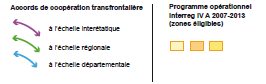 Accords de coopération transfrontalière
à l'échelle interétatique
à l'échelle régionale
à l'échelle départementale
Programme opérationnel
Interreg IV A 2007-2013
(zones éligibles)